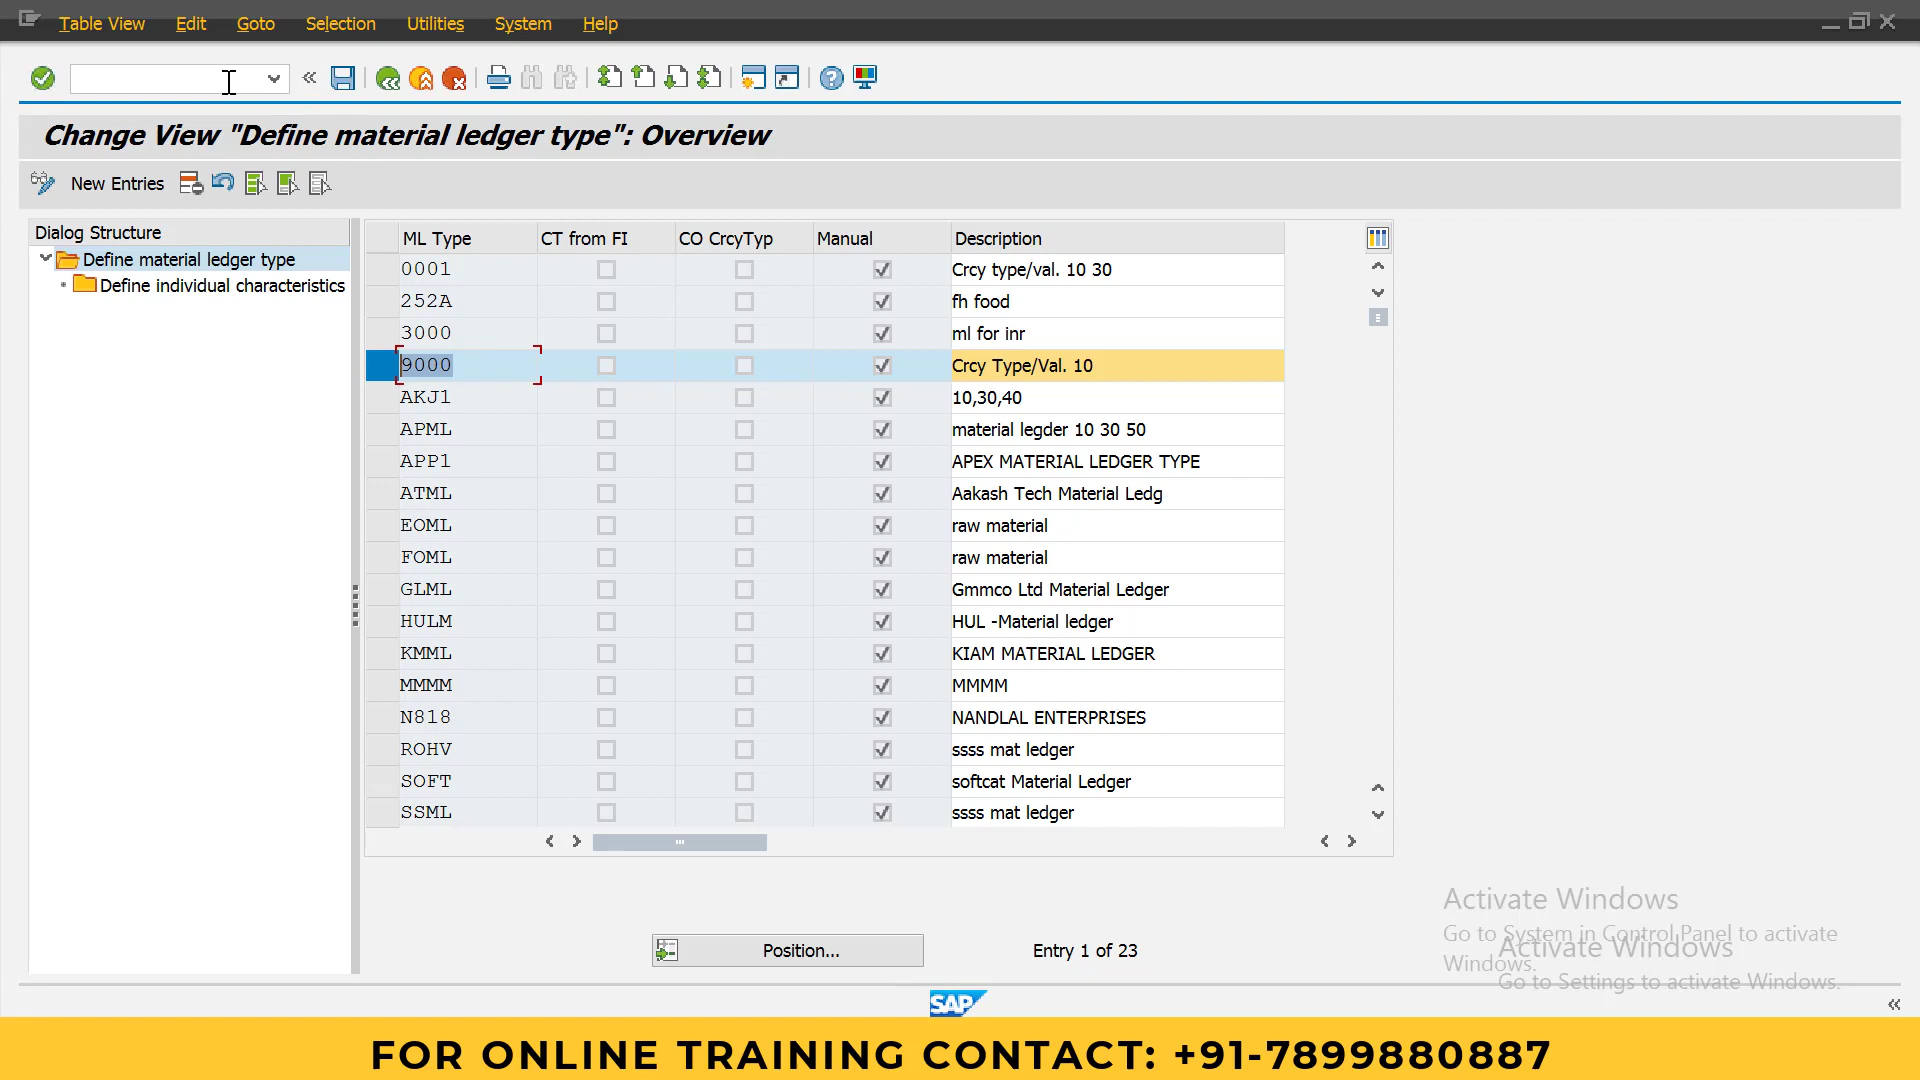 Table View Edit Goto Selection Utilities System Help
Change View "Define material ledger type": Overview
New Entries
Dialog Structure
Define material ledger type
Define individual characteristics
ML Type CT from FI CO CrcyTyp Manual Description
0001 Crcy type/val. 10 30
252A fh food
3000 ml for inr
9000 Crcy Type/Val. 10
AKJ1 10,30,40
APML material legder 10 30 50
APP1 APEX MATERIAL LEDGER TYPE
ATML Aakash Tech Material Ledg
EOML raw material
FOML raw material
GLML Gmmco Ltd Material Ledger
HULM HUL -Material ledger
KMML KIAM MATERIAL LEDGER
MMMM MMMM
N818 NANDLAL ENTERPRISES
ROHV ssss mat ledger
SOFT softcat Material Ledger
SSML ssss mat ledger
Position... Entry 1 of 23
Activate Windows
Go to System in Control Panel to activate
Windows.
Activate Windows
Go to Settings to activate Windows.
SAP
FOR ONLINE TRAINING CONTACT: +91-7899880887